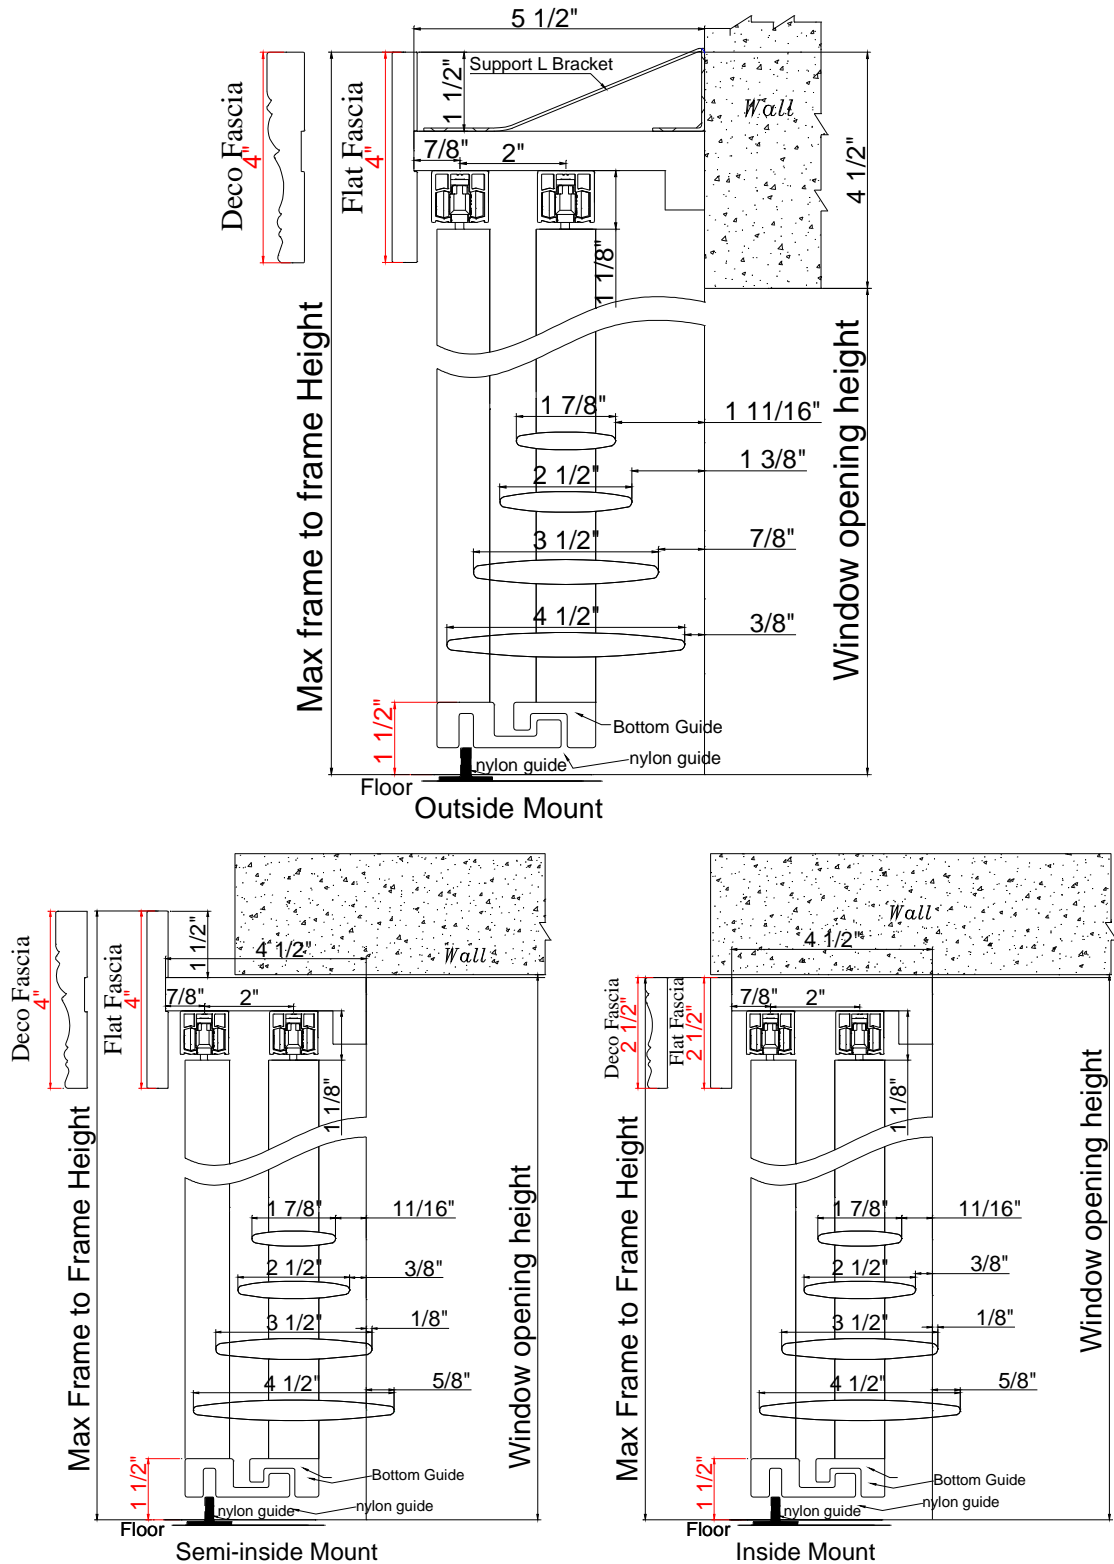 5 1/2"
Support L Bracket
1 1/2"
Wall
Deco Fascia
4"
Flat Fascia
4"
7/8"
2"
4 1/2"
1 1/8"
Max frame to frame Height
Window opening height
1 7/8"
1 11/16"
2 1/2"
1 3/8"
3 1/2"
7/8"
4 1/2"
3/8"
1 1/2"
Bottom Guide
nylon guide
nylon guide
Floor
Outside Mount
Deco Fascia
4"
Flat Fascia
4"
1 1/2"
4 1/2"
Wall
7/8"
2"
1 1/8"
Max Frame to Frame Height
Window opening height
1 7/8"
11/16"
2 1/2"
3/8"
3 1/2"
1/8"
4 1/2"
5/8"
1 1/2"
Bottom Guide
nylon guide
nylon guide
Floor
Semi-inside Mount
Wall
4 1/2"
Deco Fascia
2 1/2"
Flat Fascia
2 1/2"
7/8"
2"
1 1/8"
Max Frame to Frame Height
Window opening height
1 7/8"
11/16"
2 1/2"
3/8"
3 1/2"
1/8"
4 1/2"
5/8"
1 1/2"
Bottom Guide
nylon guide
nylon guide
Floor
Inside Mount